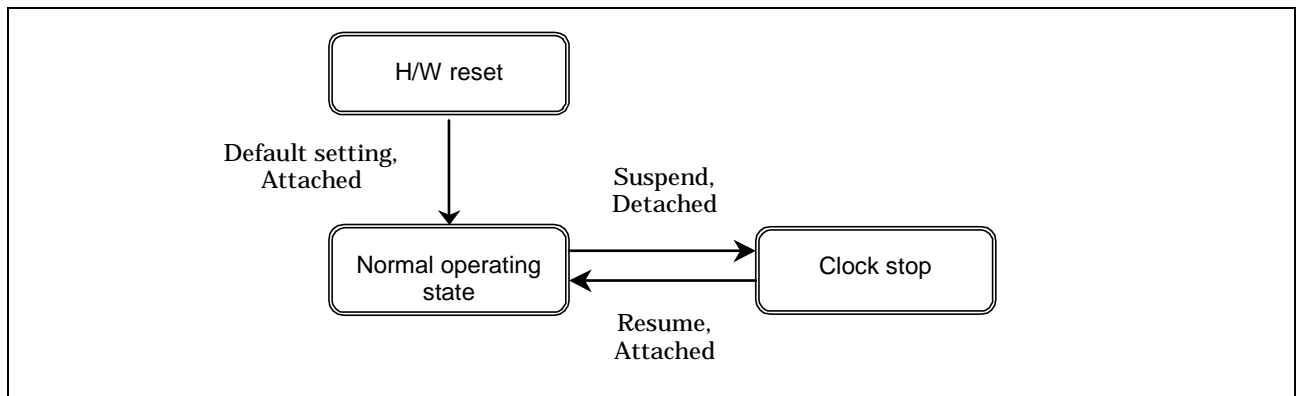 H/W reset
Default setting,
Attached
Suspend,
Detached
Normal operating
state
Clock stop
Resume,
Attached